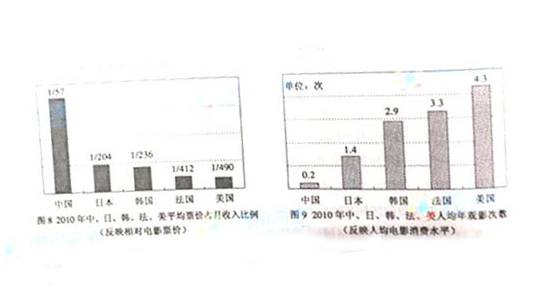 1/57
1/204
1/236
1/412
1/490
中国 日本 韩国 法国 美国
图8 2010年中、日、韩、法、美平均票价占月收入比例
(反映相对电影票价)
单位:次
0.2
1.4
2.9
3.3
4.3
中国 日本 韩国 法国 美国
图9 2010年中、日、韩、法、美人均年观影次数
(反映人均电影消费水平)